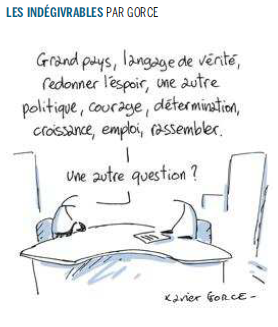 LES INDÉGIVRABLES PAR GORCE
Grand pays, langage de vérité,
redonner l'espoir, une autre
politique, courage, détermination,
croissance, emploi, rassembler.
Une autre question ?
Xavier GORCE -